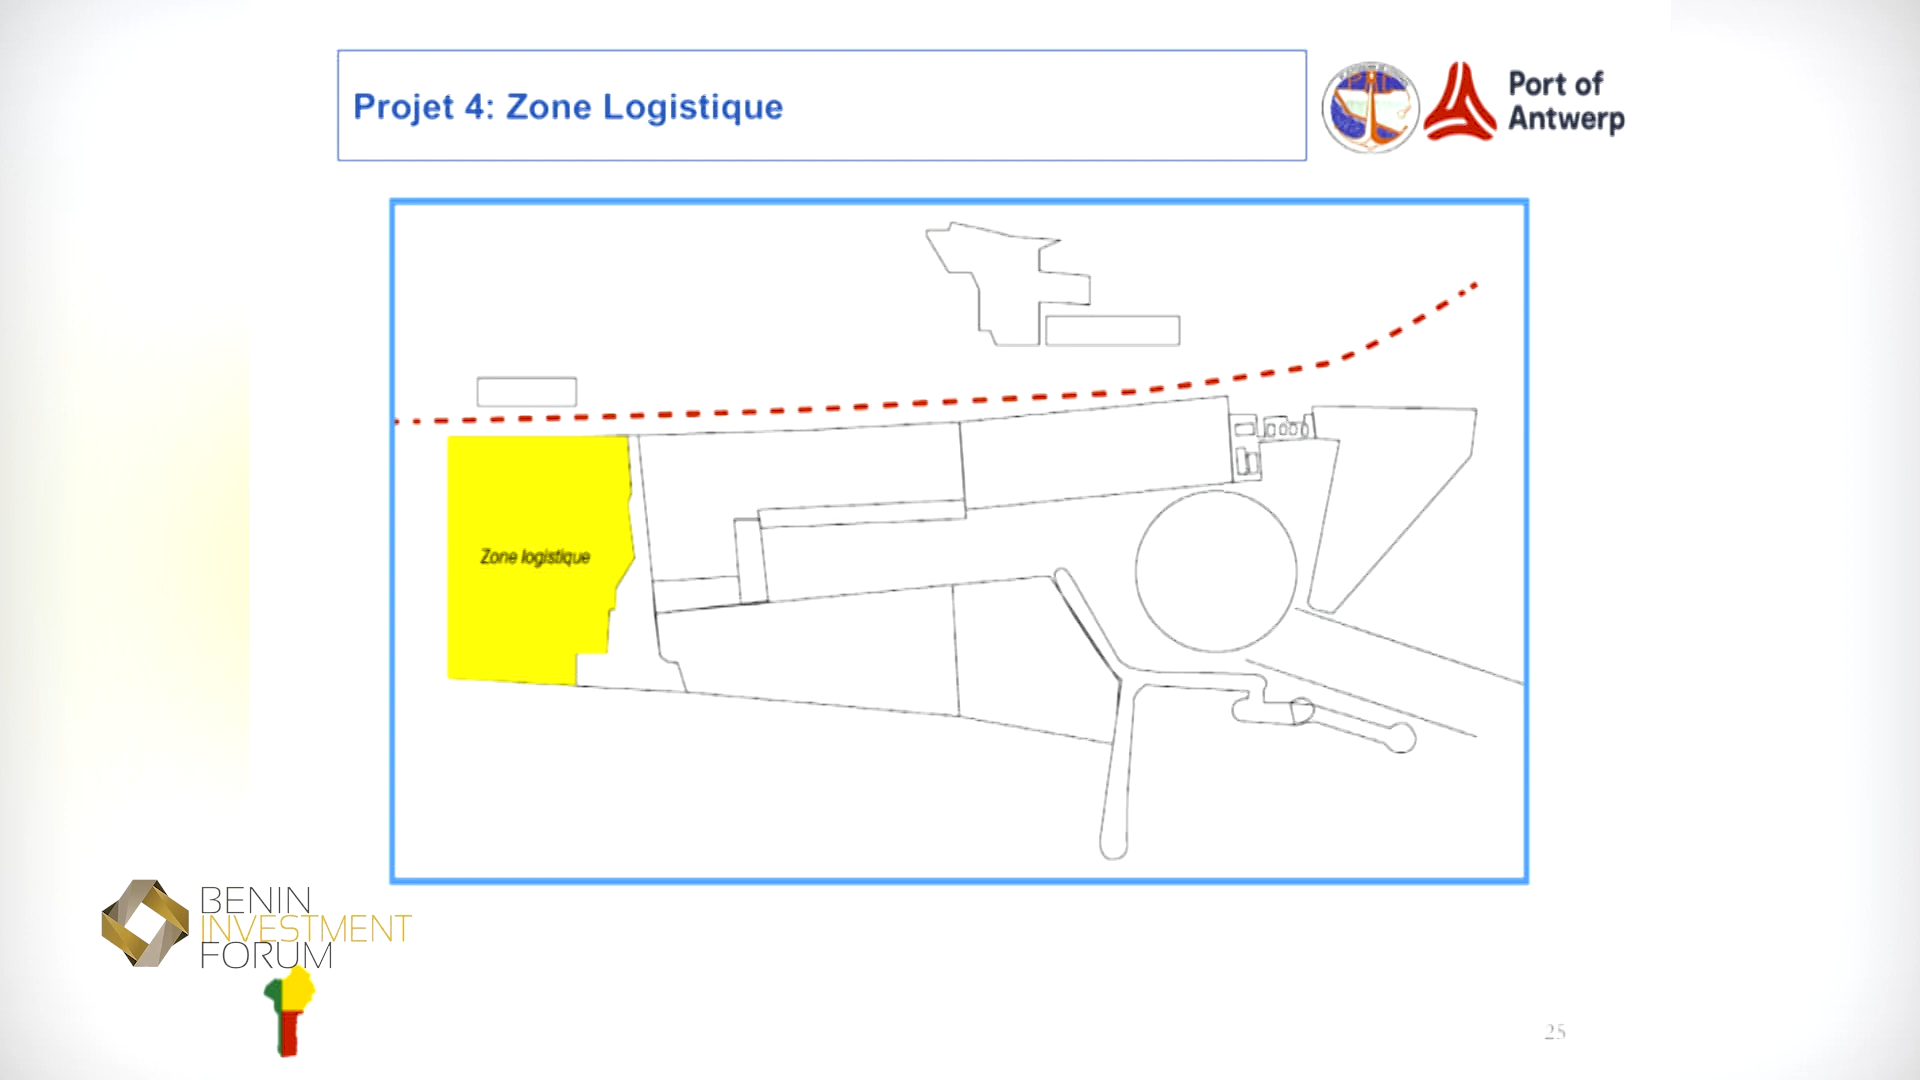 Projet 4: Zone Logistique
Port of
Antwerp
Zone logistique
BENIN
INVESTMENT
FORUM
25